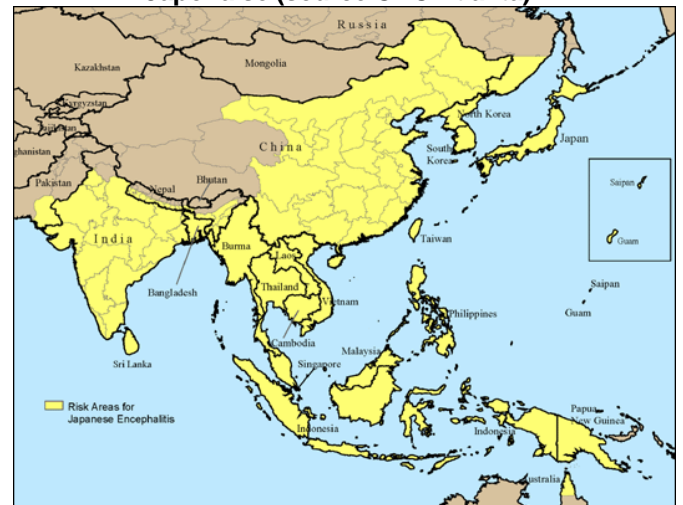 Russia
Kazakhstan
Mongolia
Kyrgyzstan
North Korea
Japan
China
South
Korea
Pakistan
Nepal
Bhutan
Saipan
Guam
India
Burma
Taiwan
Laos
Bangladesh
Thailand
Vietnam
Saipan
Guam
Philippines
Cambodia
Malaysia
Singapore
Sri Lanka
Risk Areas for
Japanese Encephalitis
Indonesia
Indonesia
Papua
New Guinea